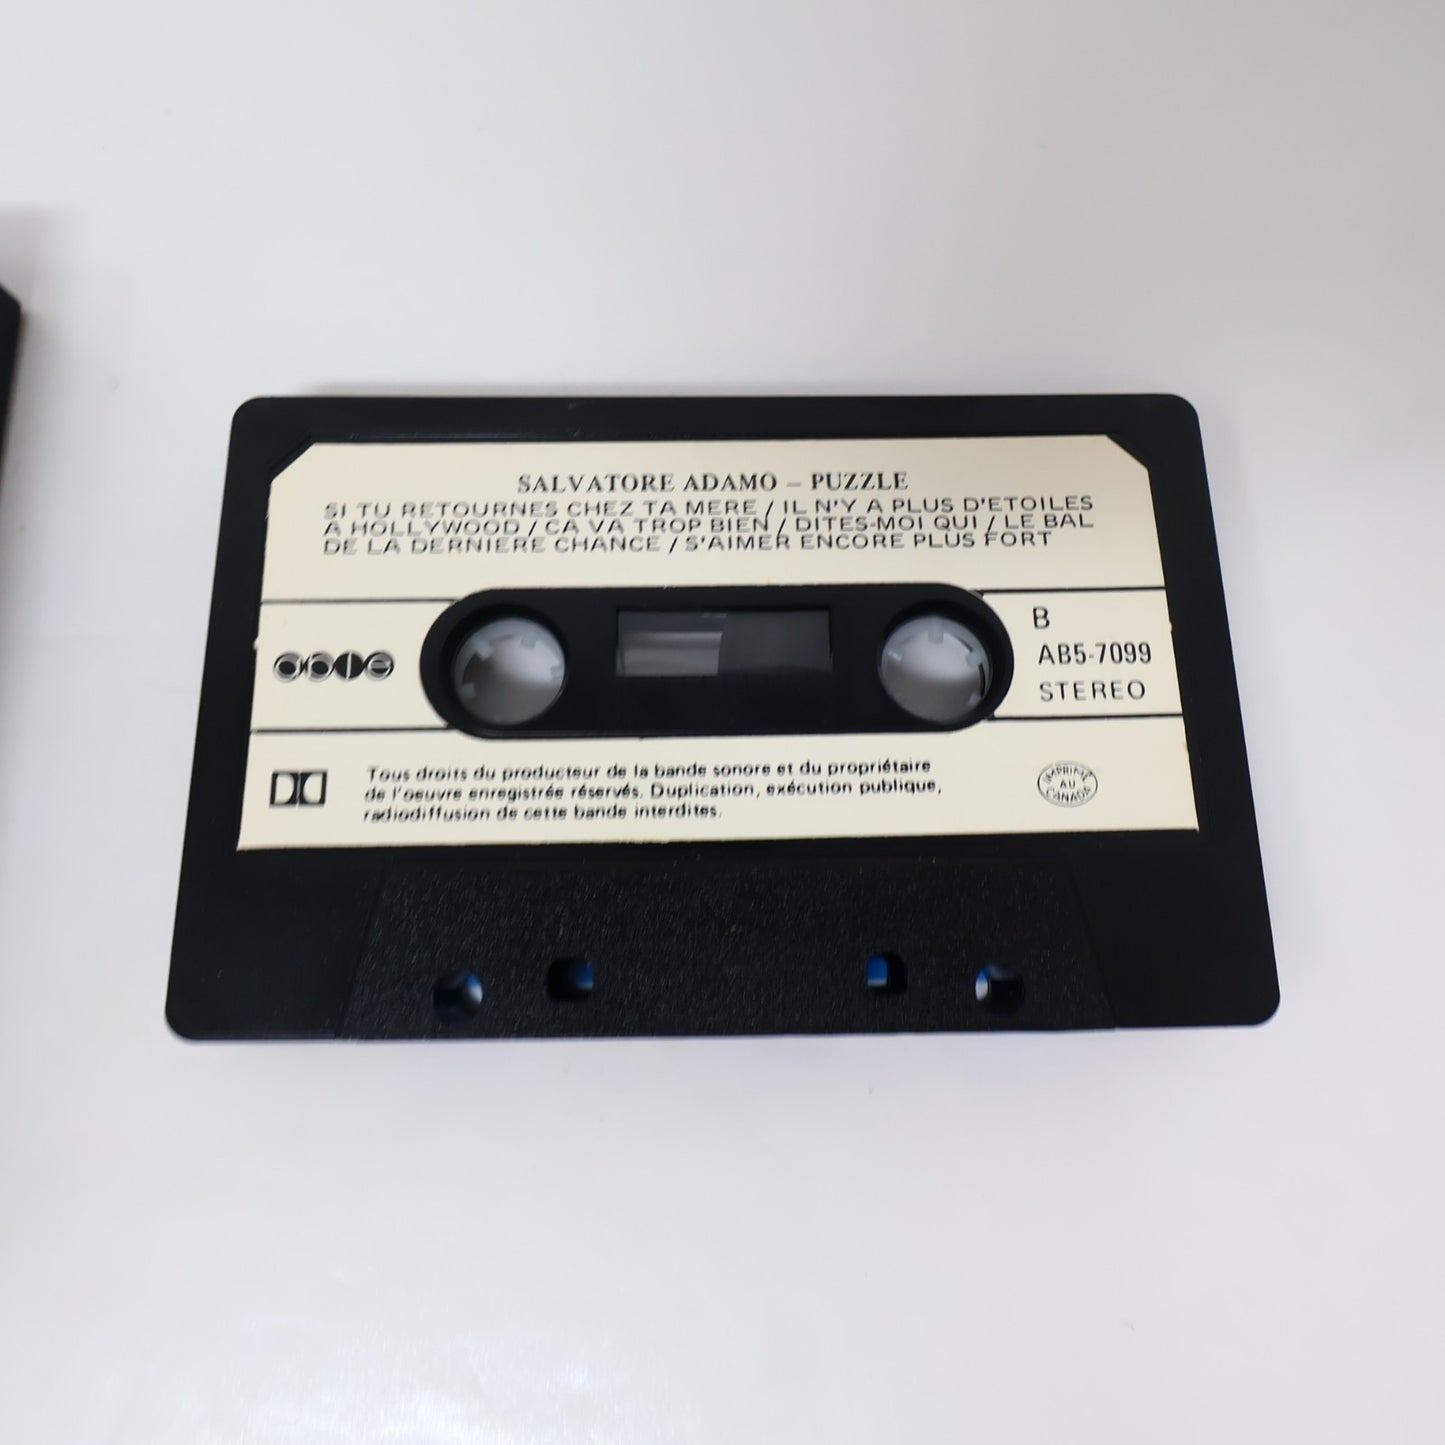 SALVATORE ADAMO – PUZZLE
SI TU RETOURNES CHEZ TA MERE / IL N'Y A PLUS D'ETOILES
A HOLLYWOOD / CA VA TROP BIEN / DITES-MOI QUI / LE BAL
DE LA DERNIERE CHANCE / S'AIMER ENCORE PLUS FORT
B
AB5-7099
STEREO
Tous droits du producteur de la bande sonore et du propriétaire
de l'oeuvre enregistrée réservés. Duplication, exécution publique,
radiodiffusion de cette bande interdites.
IMPRIMÉ
AU
CANADA